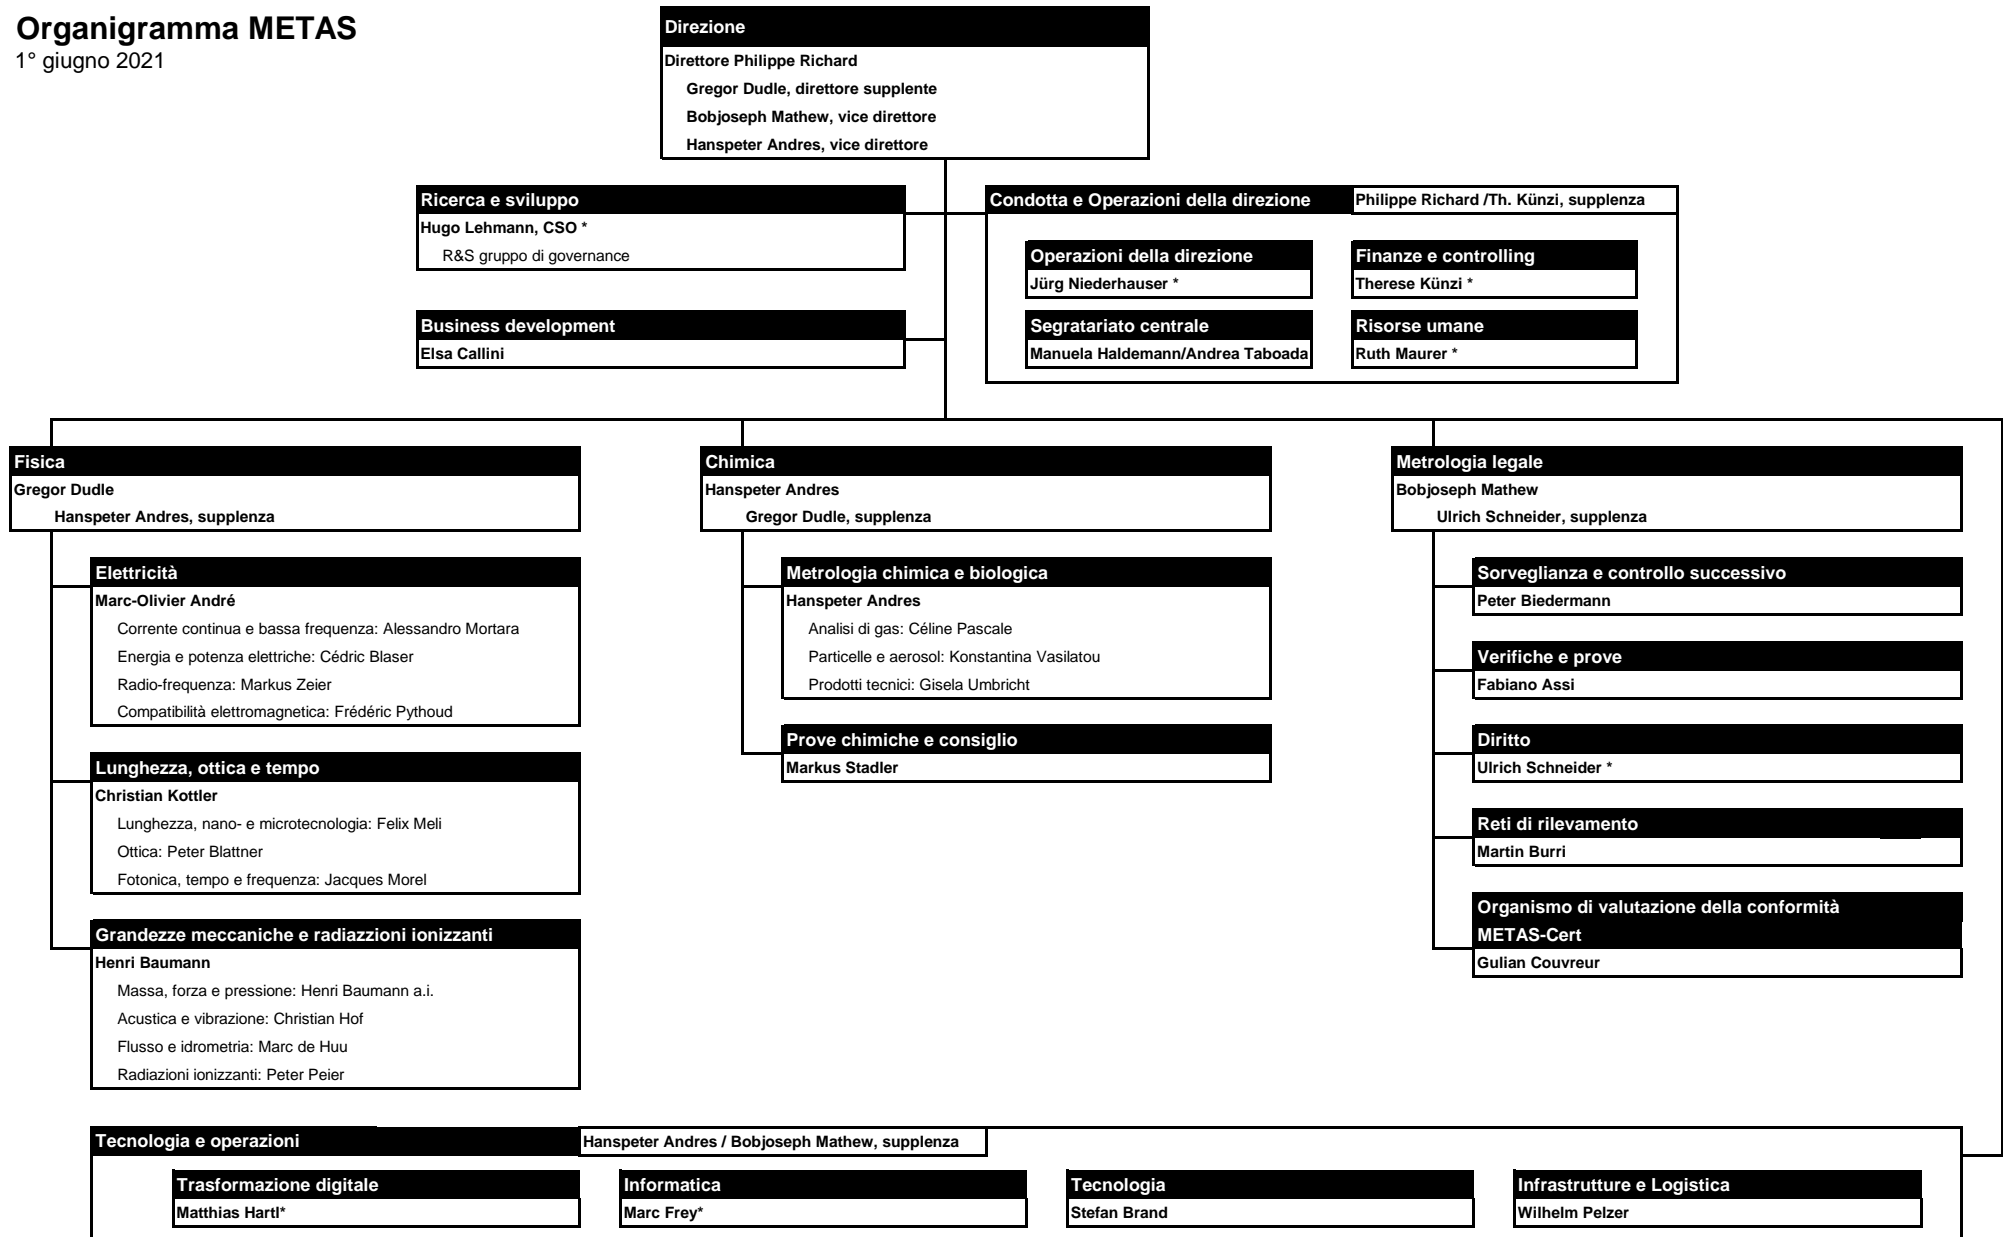 Organigramma METAS
1° giugno 2021
Direzione
Direttore Philippe Richard
Gregor Dudle, direttore supplente
Bobjoseph Mathew, vice direttore
Hanspeter Andres, vice direttore
Ricerca e sviluppo
Hugo Lehmann, CSO *
R&S gruppo di governance
Business development
Elsa Callini
Condotta e Operazioni della direzione
Philippe Richard /Th. Künzi, supplenza
Operazioni della direzione
Jürg Niederhauser *
Finanze e controlling
Therese Künzi *
Segratariato centrale
Manuela Haldemann/Andrea Taboada
Risorse umane
Ruth Maurer *
Fisica
Gregor Dudle
Hanspeter Andres, supplenza
Elettricità
Marc-Olivier André
Corrente continua e bassa frequenza: Alessandro Mortara
Energia e potenza elettriche: Cédric Blaser
Radio-frequenza: Markus Zeier
Compatibilità elettromagnetica: Frédéric Pythoud
Lunghezza, ottica e tempo
Christian Kottler
Lunghezza, nano- e microtecnologia: Felix Meli
Ottica: Peter Blattner
Fotonica, tempo e frequenza: Jacques Morel
Grandezze meccaniche e radiazzioni ionizzanti
Henri Baumann
Massa, forza e pressione: Henri Baumann a.i.
Acustica e vibrazione: Christian Hof
Flusso e idrometria: Marc de Huu
Radiazioni ionizzanti: Peter Peier
Chimica
Hanspeter Andres
Gregor Dudle, supplenza
Metrologia chimica e biologica
Hanspeter Andres
Analisi di gas: Céline Pascale
Particelle e aerosol: Konstantina Vasilatou
Prodotti tecnici: Gisela Umbricht
Prove chimiche e consiglio
Markus Stadler
Metrologia legale
Bobjoseph Mathew
Ulrich Schneider, supplenza
Sorveglianza e controllo successivo
Peter Biedermann
Verifiche e prove
Fabiano Assi
Diritto
Ulrich Schneider *
Reti di rilevamento
Martin Burri
Organismo di valutazione della conformità
METAS-Cert
Gulian Couvreur
Tecnologia e operazioni
Hanspeter Andres / Bobjoseph Mathew, supplenza
Trasformazione digitale
Matthias Hartl*
Informatica
Marc Frey*
Tecnologia
Stefan Brand
Infrastrutture e Logistica
Wilhelm Pelzer